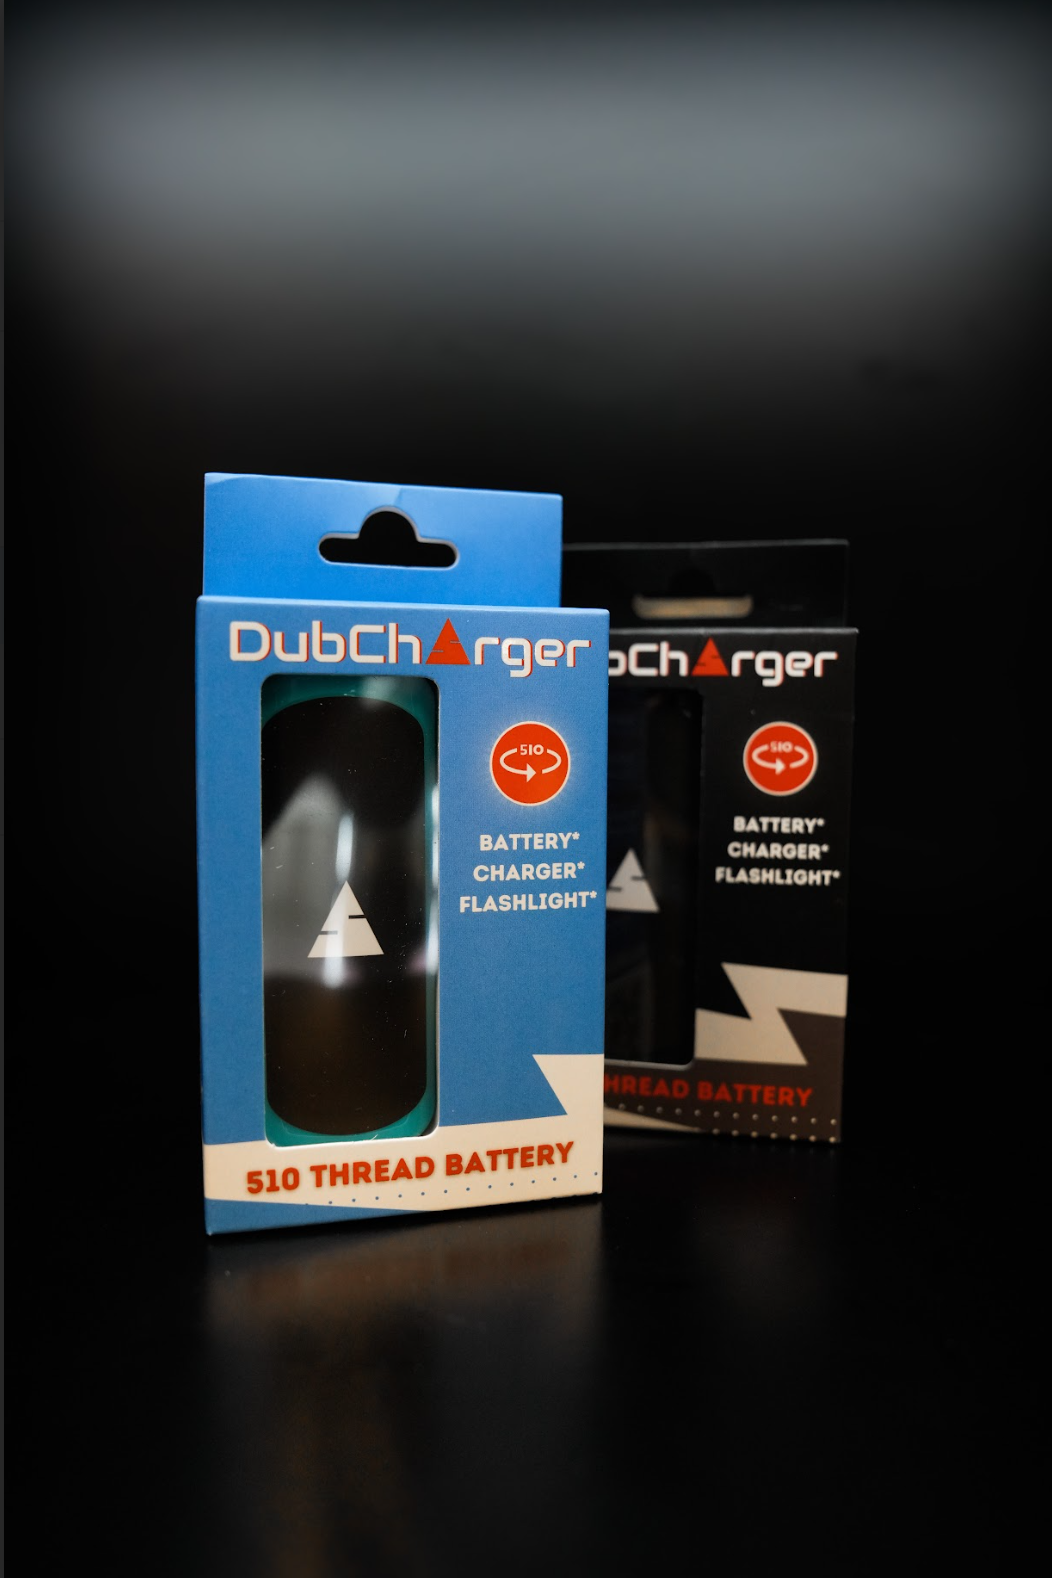 DubChArger
510
BATTERY*
CHARGER*
FLASHLIGHT*
510 THREAD BATTERY
bChArger
510
BATTERY*
CHARGER*
FLASHLIGHT*
HREAD BATTERY